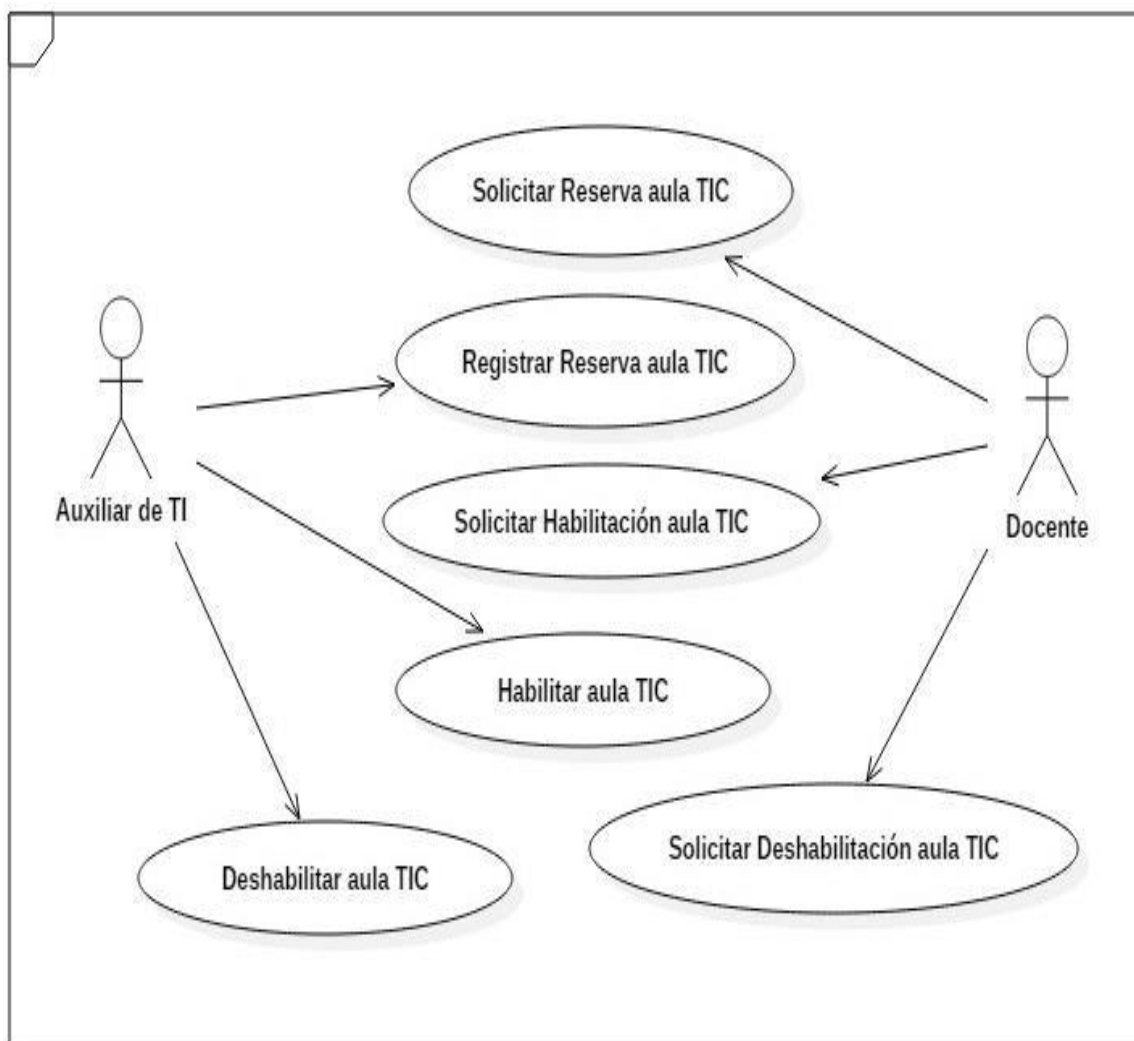 Solicitar Reserva aula TIC
Registrar Reserva aula TIC
Auxiliar de TI
Solicitar Habilitación aula TIC
Docente
Habilitar aula TIC
Solicitar Deshabilitación aula TIC
Deshabilitar aula TIC